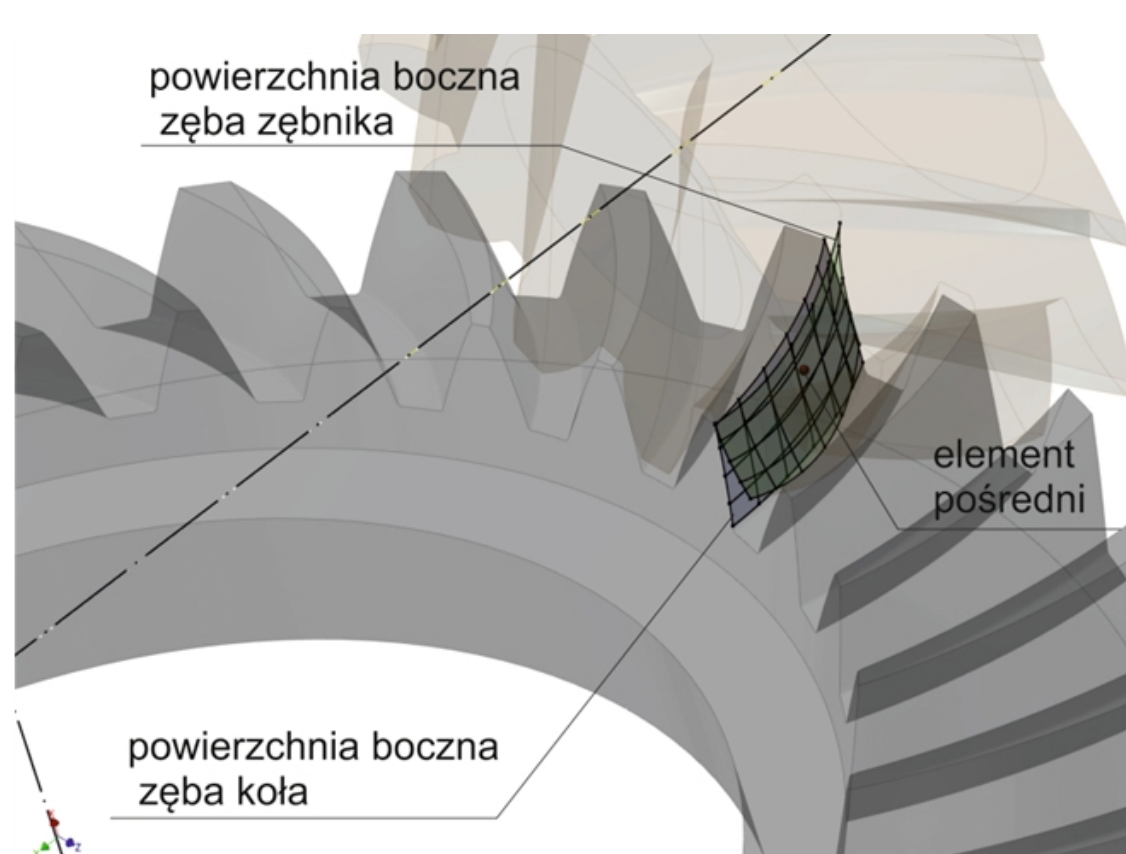 powierzchnia boczna
zęba zębnika
element
pośredni
powierzchnia boczna
zęba koła
z